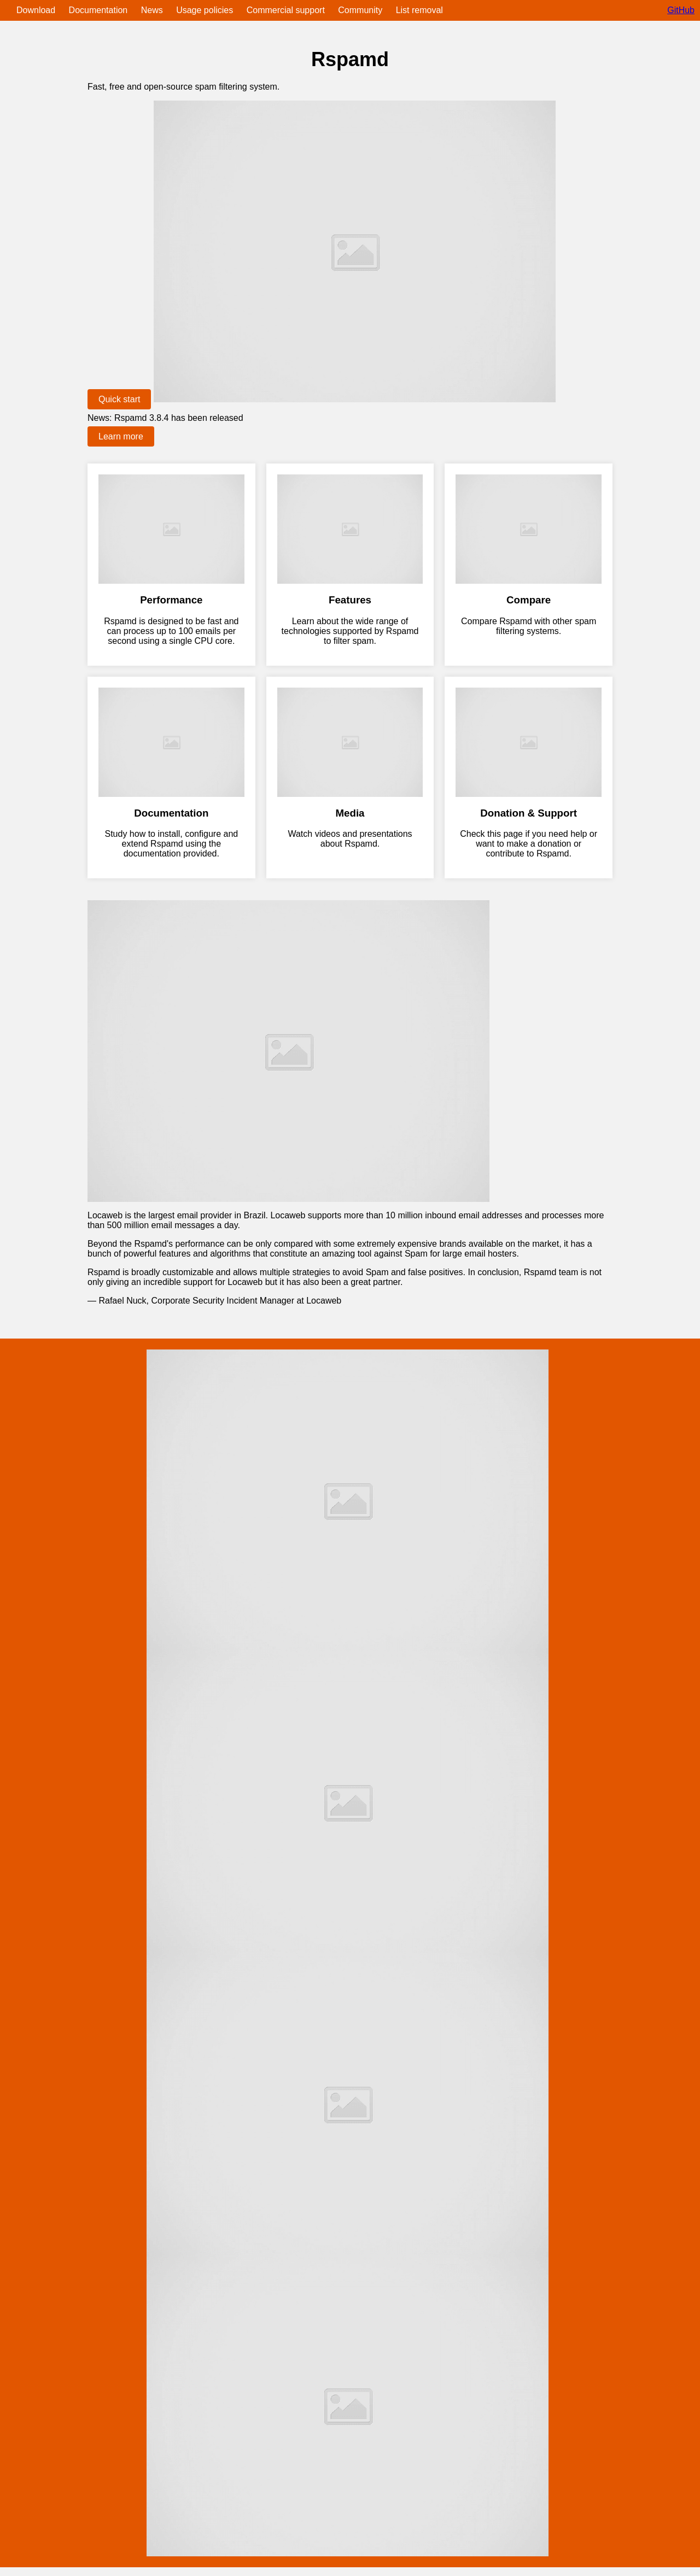 Download Documentation News Usage policies Commercial support Community List removal GitHub
Rspamd
Fast, free and open-source spam filtering system.
Quick start
News: Rspamd 3.8.4 has been released
Learn more
Performance
Rspamd is designed to be fast and
can process up to 100 emails per
second using a single CPU core.
Features
Learn about the wide range of
technologies supported by Rspamd
to filter spam.
Compare
Compare Rspamd with other spam
filtering systems.
Documentation
Study how to install, configure and
extend Rspamd using the
documentation provided.
Media
Watch videos and presentations
about Rspamd.
Donation & Support
Check this page if you need help or
want to make a donation or
contribute to Rspamd.
Locaweb is the largest email provider in Brazil. Locaweb supports more than 10 million inbound email addresses and processes more
than 500 million email messages a day.
Beyond the Rspamd's performance can be only compared with some extremely expensive brands available on the market, it has a
bunch of powerful features and algorithms that constitute an amazing tool against Spam for large email hosters.
Rspamd is broadly customizable and allows multiple strategies to avoid Spam and false positives. In conclusion, Rspamd team is not
only giving an incredible support for Locaweb but it has also been a great partner.
— Rafael Nuck, Corporate Security Incident Manager at Locaweb